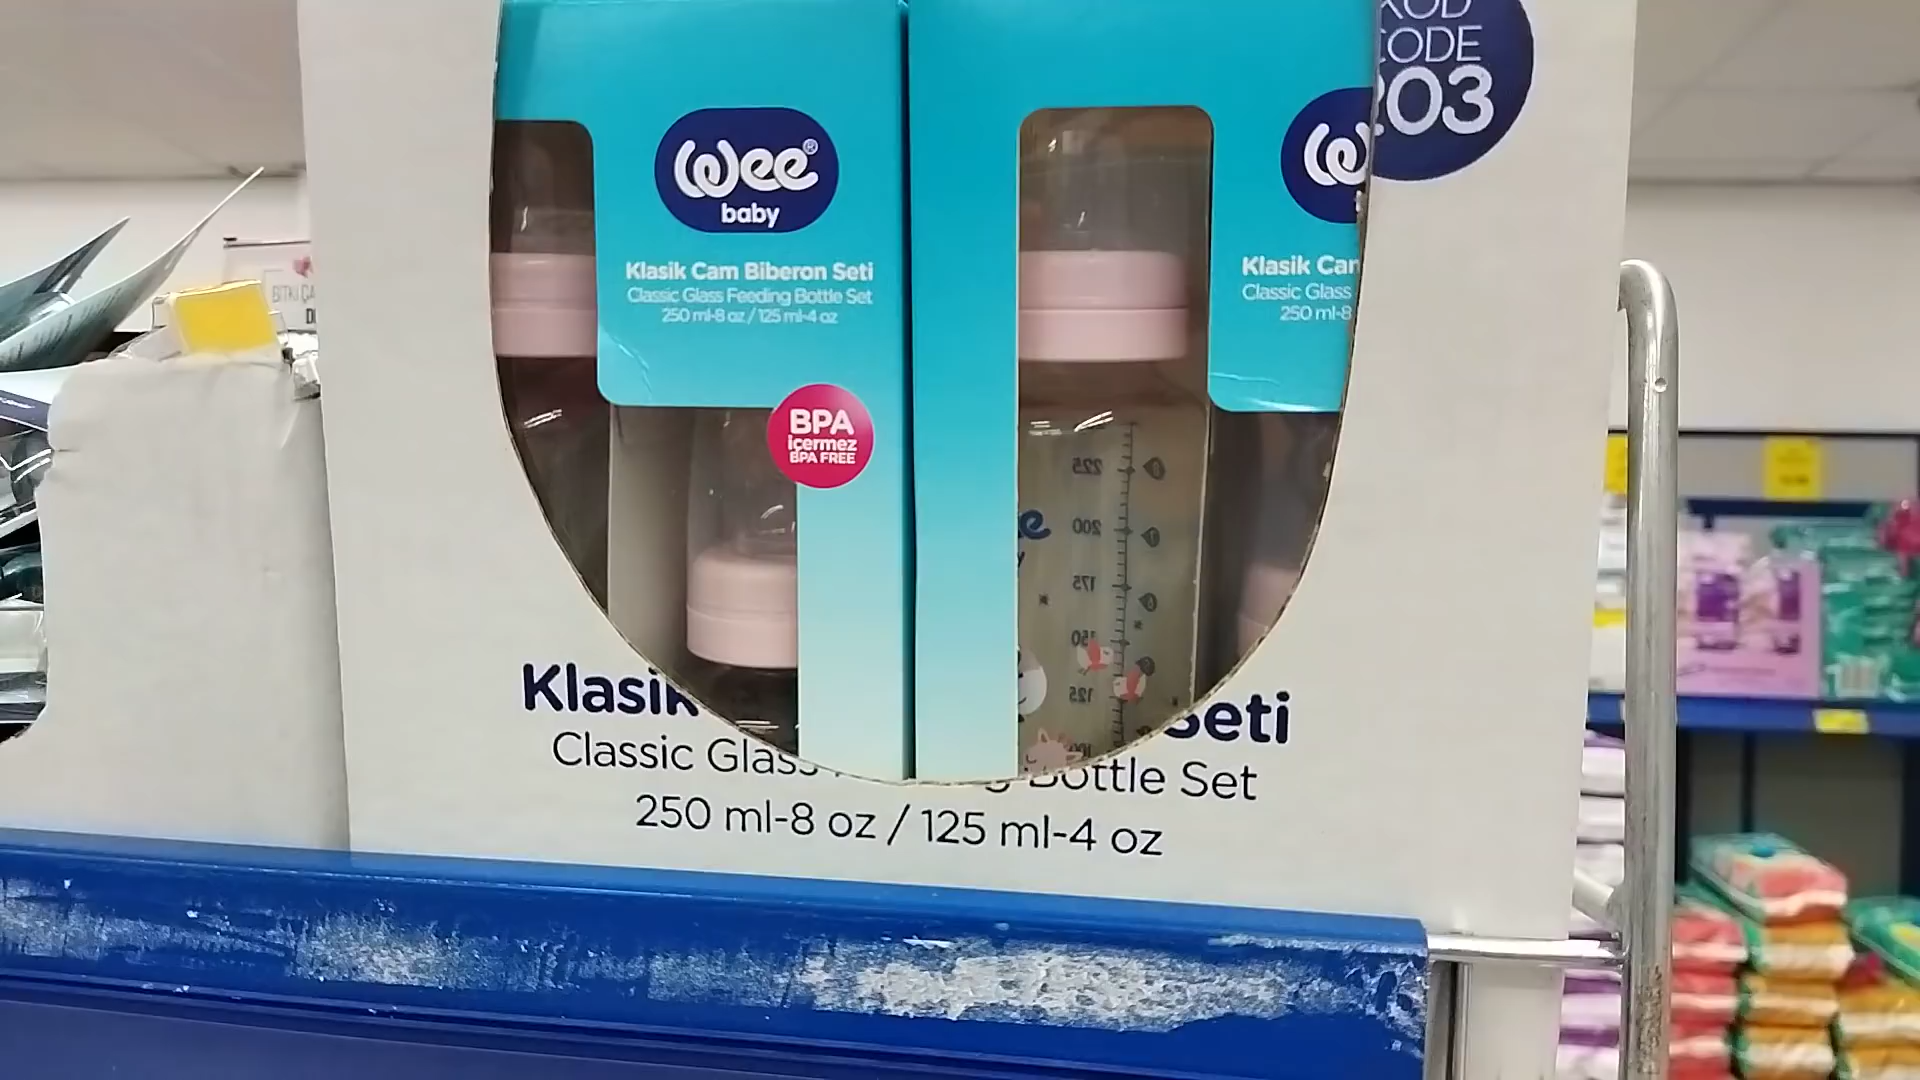 KOD
CODE
203
Wee®
baby
Klasik Cam Biberon Seti
Classic Glass Feeding Bottle Set
250 ml-8 oz / 125 ml-4 oz
BPA
içermez
BPA FREE
Klasik Cam
Classic Glass
250 ml-8
225
200
175
150
125
Klasik Seti
Classic Glass Bottle Set
250 ml-8 oz / 125 ml-4 oz